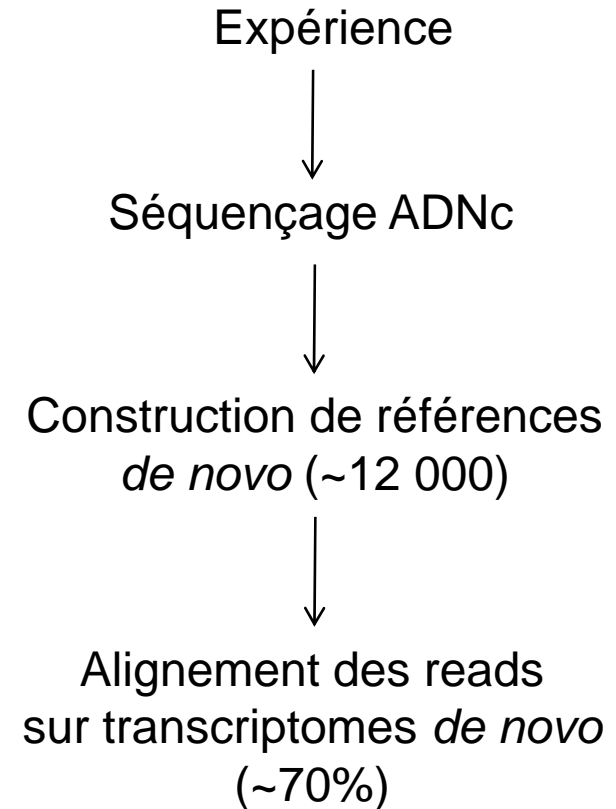 Expérience
Séquençage ADNc
Construction de références
de novo (~12 000)
Alignement des reads
sur transcriptomes de novo
(~70%)